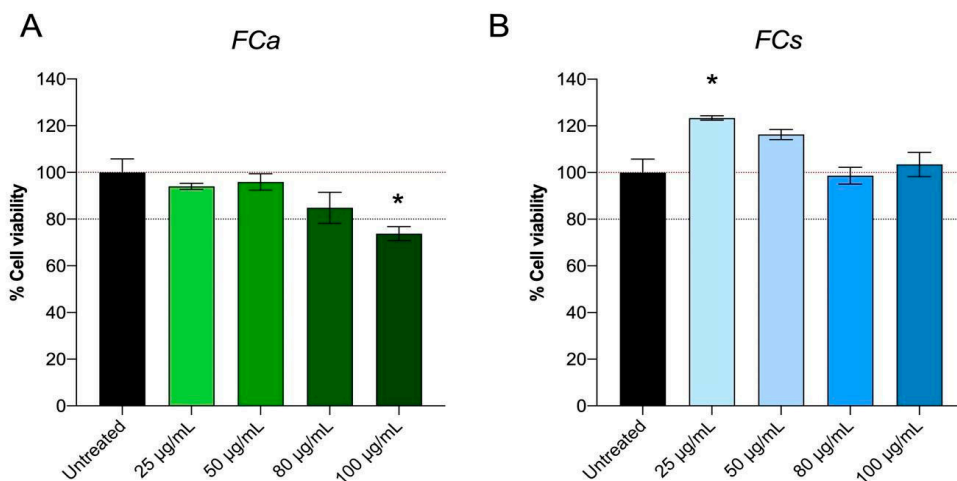 A
FCa
% Cell viability
140
120
100
80
60
40
20
0
*
Untreated
25 µg/mL
50 µg/mL
80 µg/mL
100 µg/mL
B
FCs
% Cell viability
140
120
100
80
60
40
20
0
*
Untreated
25 µg/mL
50 µg/mL
80 µg/mL
100 µg/mL